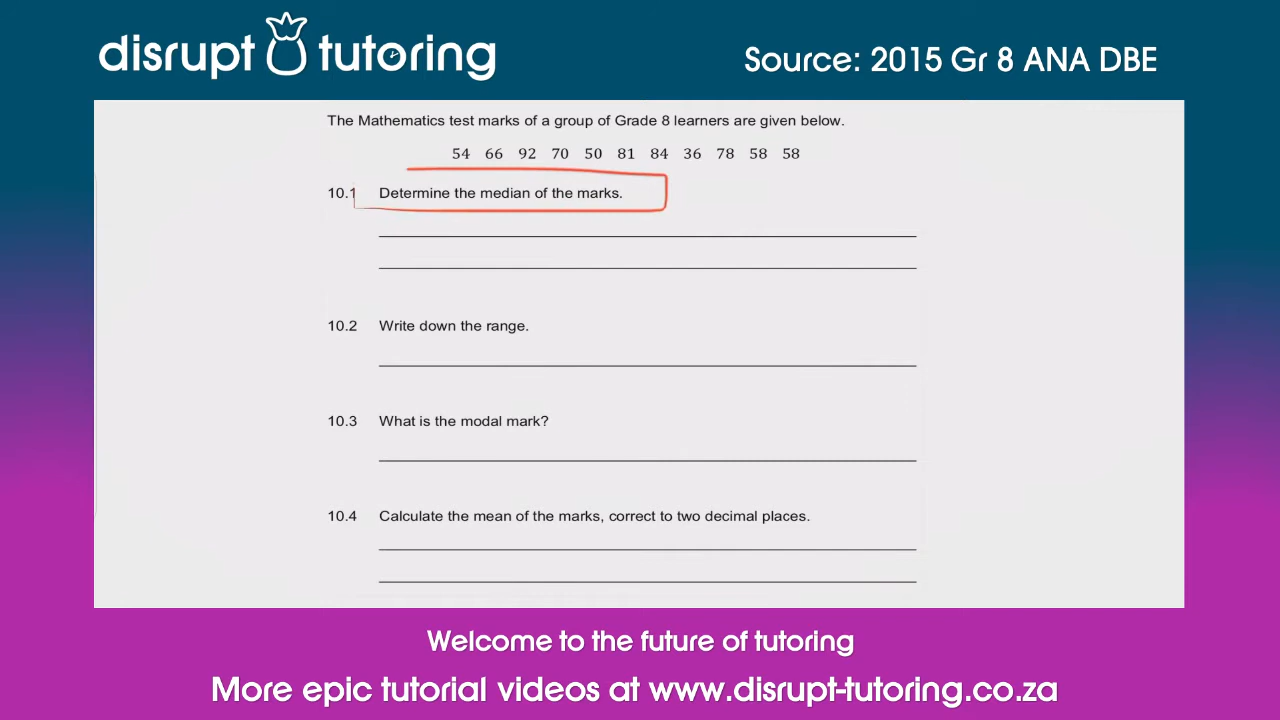 disrupt tutoring
Source: 2015 Gr 8 ANA DBE
The Mathematics test marks of a group of Grade 8 learners are given below.
54 66 92 70 50 81 84 36 78 58 58
10.1 Determine the median of the marks.
10.2 Write down the range.
10.3 What is the modal mark?
10.4 Calculate the mean of the marks, correct to two decimal places.
Welcome to the future of tutoring
More epic tutorial videos at www.disrupt-tutoring.co.za